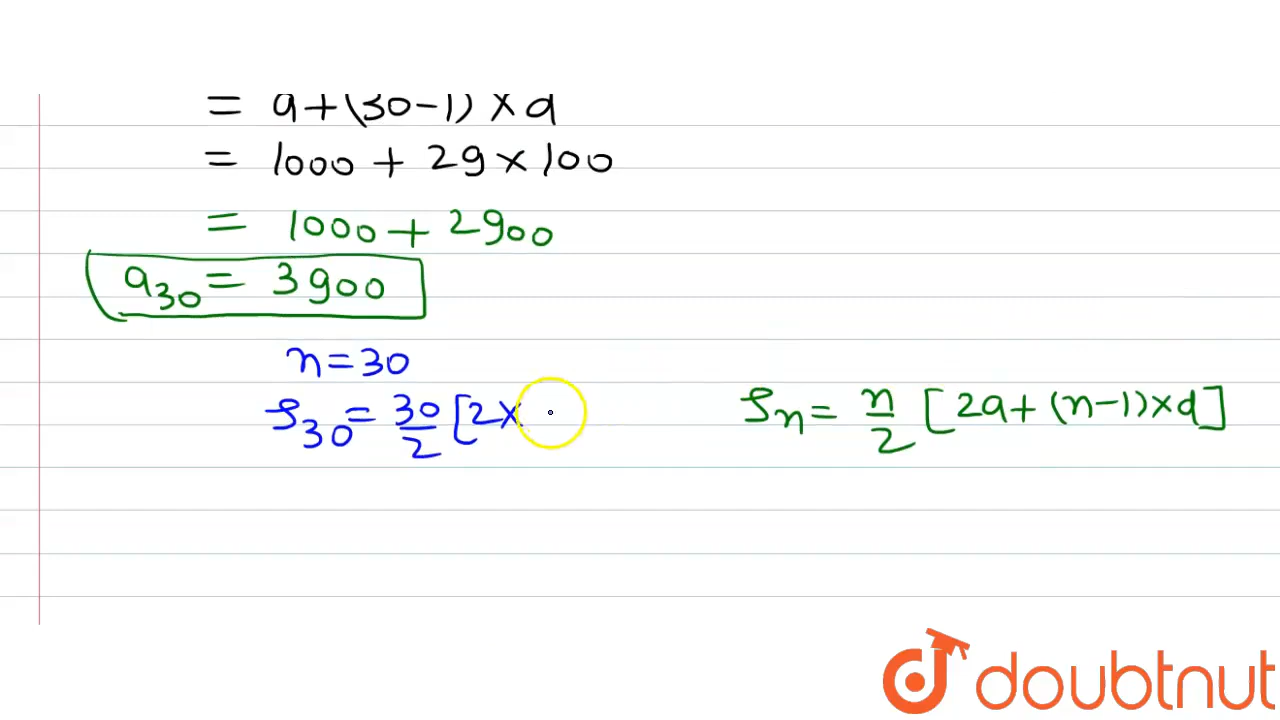 = a+(30-1) × d
= 1000 + 29 × 100
= 1000 + 2900
a₃₀ = 3900
n = 30
S₃₀ = 30/2 [2×
Sₙ = n/2 [2a+(n-1)×d]
doubtnut